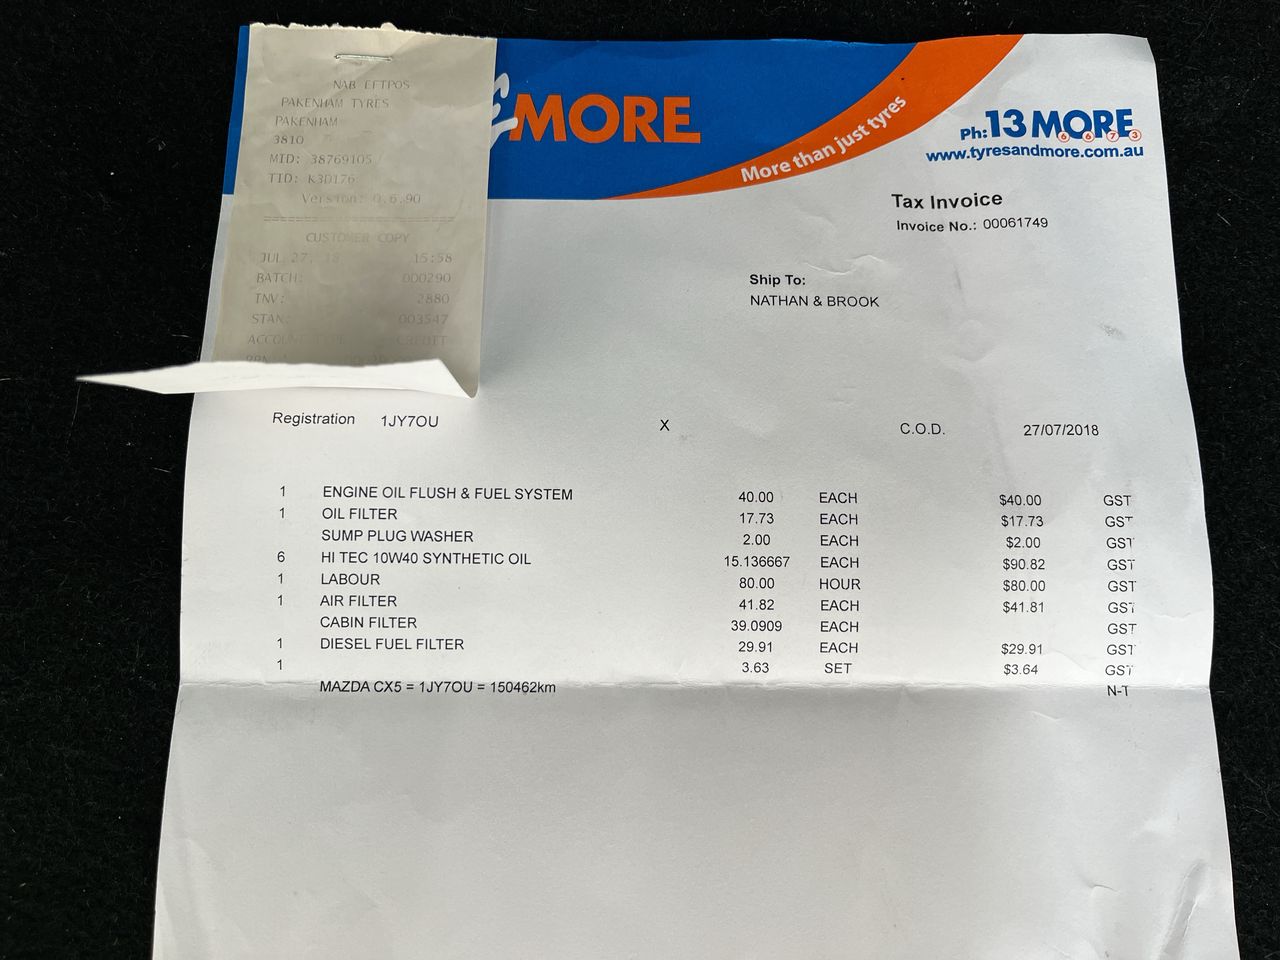 NAB EFTPOS
PAKENHAM TYRES
PAKENHAM
3810
MID: 38769105
TID: K3D176
Version: 0.6.90
CUSTOMER COPY
JUL 27, 18 15:58
BATCH: 000290
INV: 2880
STAN: 003547
ACCOUNT TYPE CREDIT
MORE
More than just tyres
Ph: 13 MORE
6 6 7 3
www.tyresandmore.com.au
Tax Invoice
Invoice No.: 00061749
Ship To:
NATHAN & BROOK
Registration 1JY7OU X C.O.D. 27/07/2018
1 ENGINE OIL FLUSH & FUEL SYSTEM 40.00 EACH $40.00 GST
1 OIL FILTER 17.73 EACH $17.73 GST
SUMP PLUG WASHER 2.00 EACH $2.00 GST
6 HI TEC 10W40 SYNTHETIC OIL 15.136667 EACH $90.82 GST
1 LABOUR 80.00 HOUR $80.00 GST
1 AIR FILTER 41.82 EACH $41.81 GST
CABIN FILTER 39.0909 EACH GST
1 DIESEL FUEL FILTER 29.91 EACH $29.91 GST
1 3.63 SET $3.64 GST
MAZDA CX5 = 1JY7OU = 150462km N-T